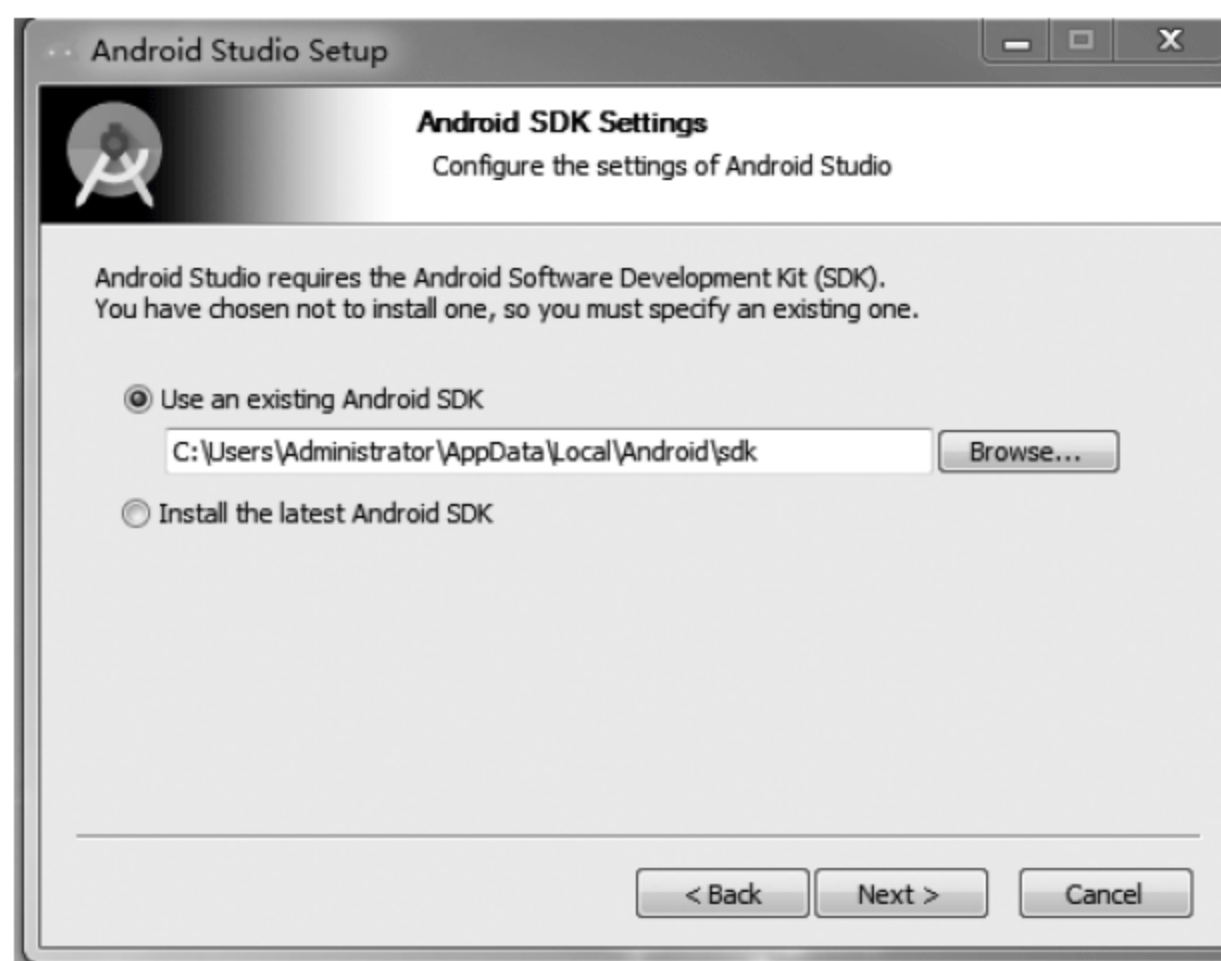 Android Studio Setup
Android SDK Settings
Configure the settings of Android Studio
Android Studio requires the Android Software Development Kit (SDK).
You have chosen not to install one, so you must specify an existing one.
Use an existing Android SDK
C:\Users\Administrator\AppData\Local\Android\sdk
Browse...
Install the latest Android SDK
< Back
Next >
Cancel